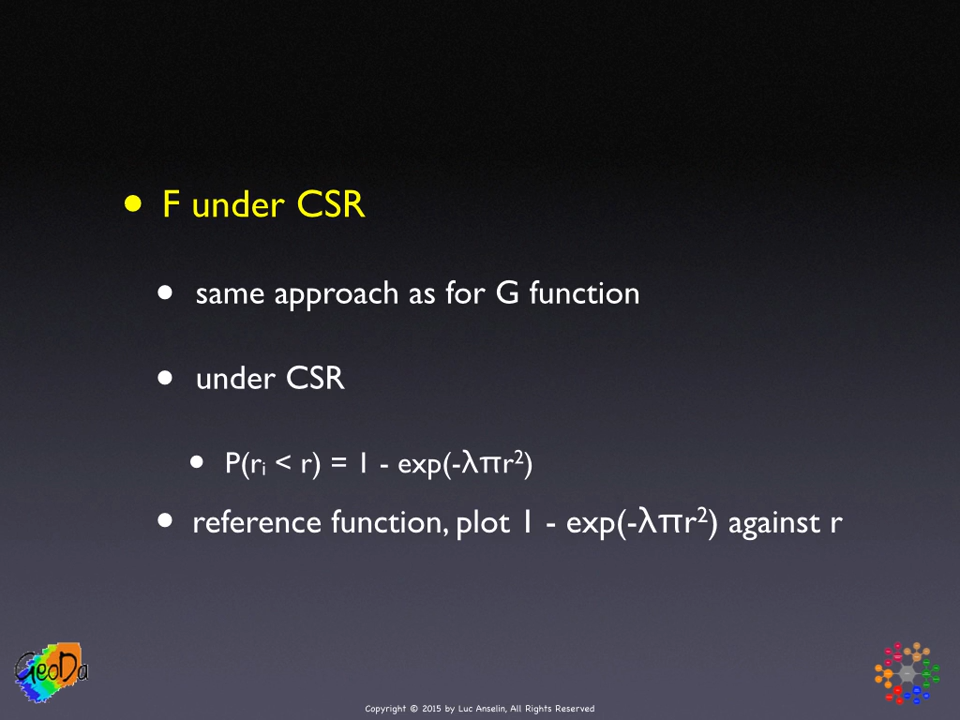 • F under CSR
• same approach as for G function
• under CSR
• P(rᵢ < r) = 1 - exp(-λπr²)
• reference function, plot 1 - exp(-λπr²) against r
GeoDa
Copyright © 2015 by Luc Anselin, All Rights Reserved